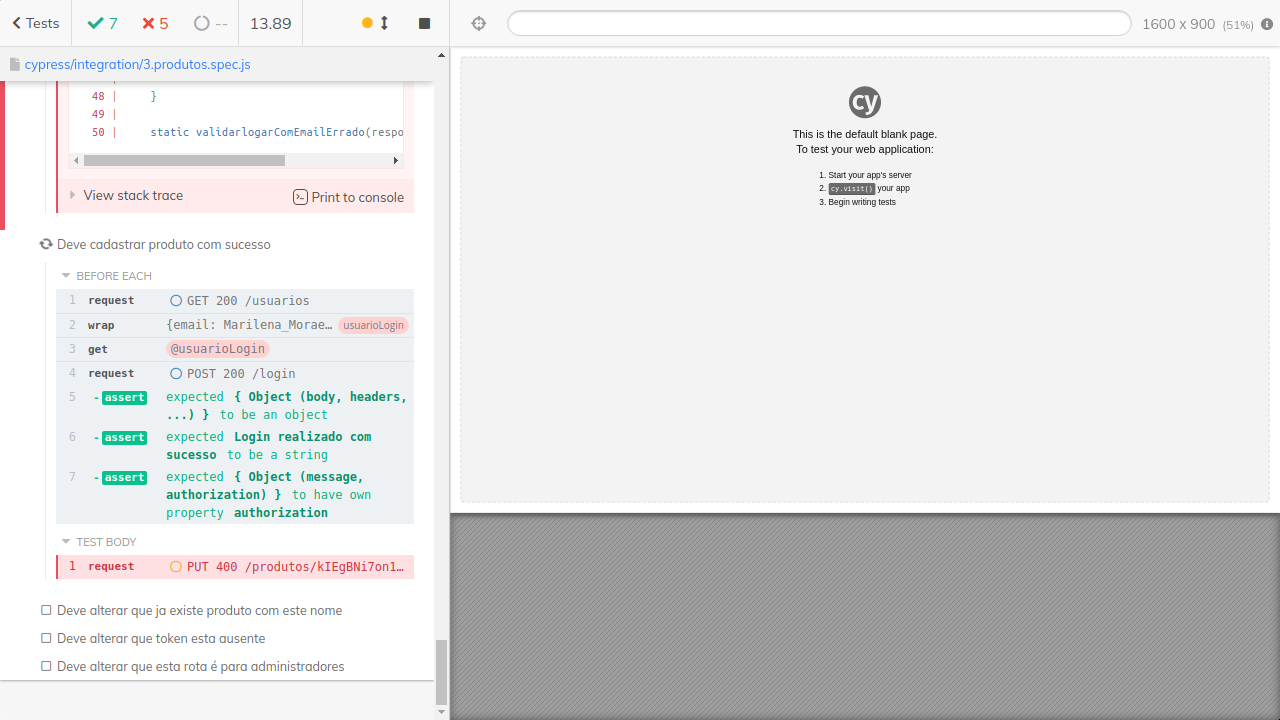 Tests
7
5
--
13.89
1600 x 900 (51%)
cypress/integration/3.produtos.spec.js
48 | }
49 |
50 | static validarlogarComEmailErrado(respo
View stack trace
Print to console
Deve cadastrar produto com sucesso
BEFORE EACH
1 request GET 200 /usuarios
2 wrap {email: Marilena_Morae… usuarioLogin
3 get @usuarioLogin
4 request POST 200 /login
5 -assert expected { Object (body, headers,
...) } to be an object
6 -assert expected Login realizado com
sucesso to be a string
7 -assert expected { Object (message,
authorization) } to have own
property authorization
TEST BODY
1 request PUT 400 /produtos/kIEgBNi7on1…
Deve alterar que ja existe produto com este nome
Deve alterar que token esta ausente
Deve alterar que esta rota é para administradores
cy
This is the default blank page.
To test your web application:
1. Start your app's server
2. cy.visit() your app
3. Begin writing tests